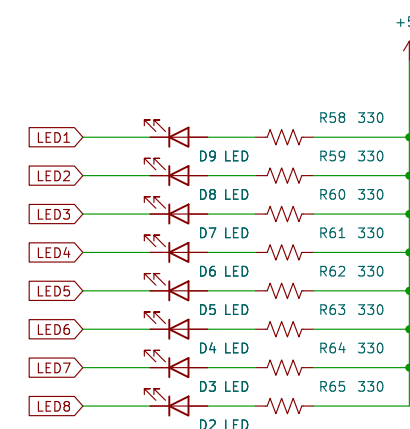 +5
R58 330
LED1
D9 LED
R59 330
LED2
D8 LED
R60 330
LED3
D7 LED
R61 330
LED4
D6 LED
R62 330
LED5
D5 LED
R63 330
LED6
D4 LED
R64 330
LED7
D3 LED
R65 330
LED8
D2 LED